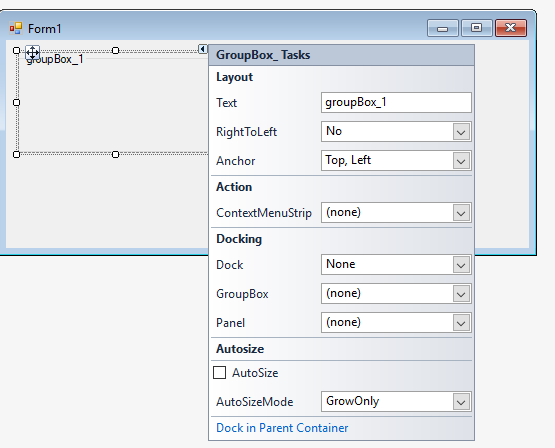 Form1
groupBox_1
GroupBox_ Tasks
Layout
Text groupBox_1
RightToLeft No
Anchor Top, Left
Action
ContextMenuStrip (none)
Docking
Dock None
GroupBox (none)
Panel (none)
Autosize
AutoSize
AutoSizeMode GrowOnly
Dock in Parent Container